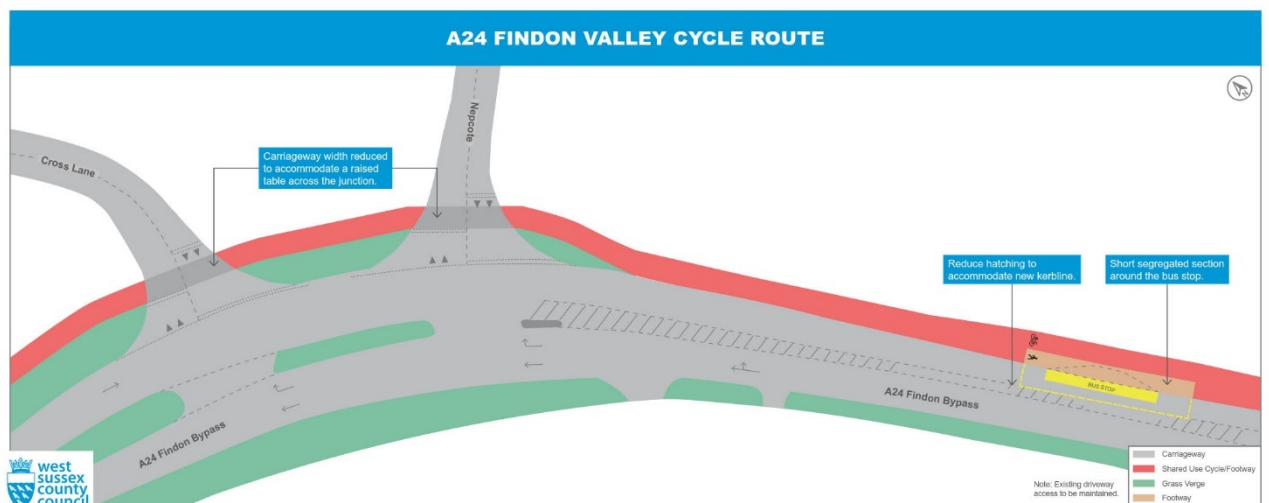 A24 FINDON VALLEY CYCLE ROUTE
N
Nepcote
Cross Lane
Carriageway width reduced
to accommodate a raised
table across the junction.
Reduce hatching to
accommodate new kerbline.
Short segregated section
around the bus stop.
BUS STOP
A24 Findon Bypass
A24 Findon Bypass
west
sussex
county
council
Note: Existing driveway
access to be maintained.
Carriageway
Shared Use Cycle/Footway
Grass Verge
Footway